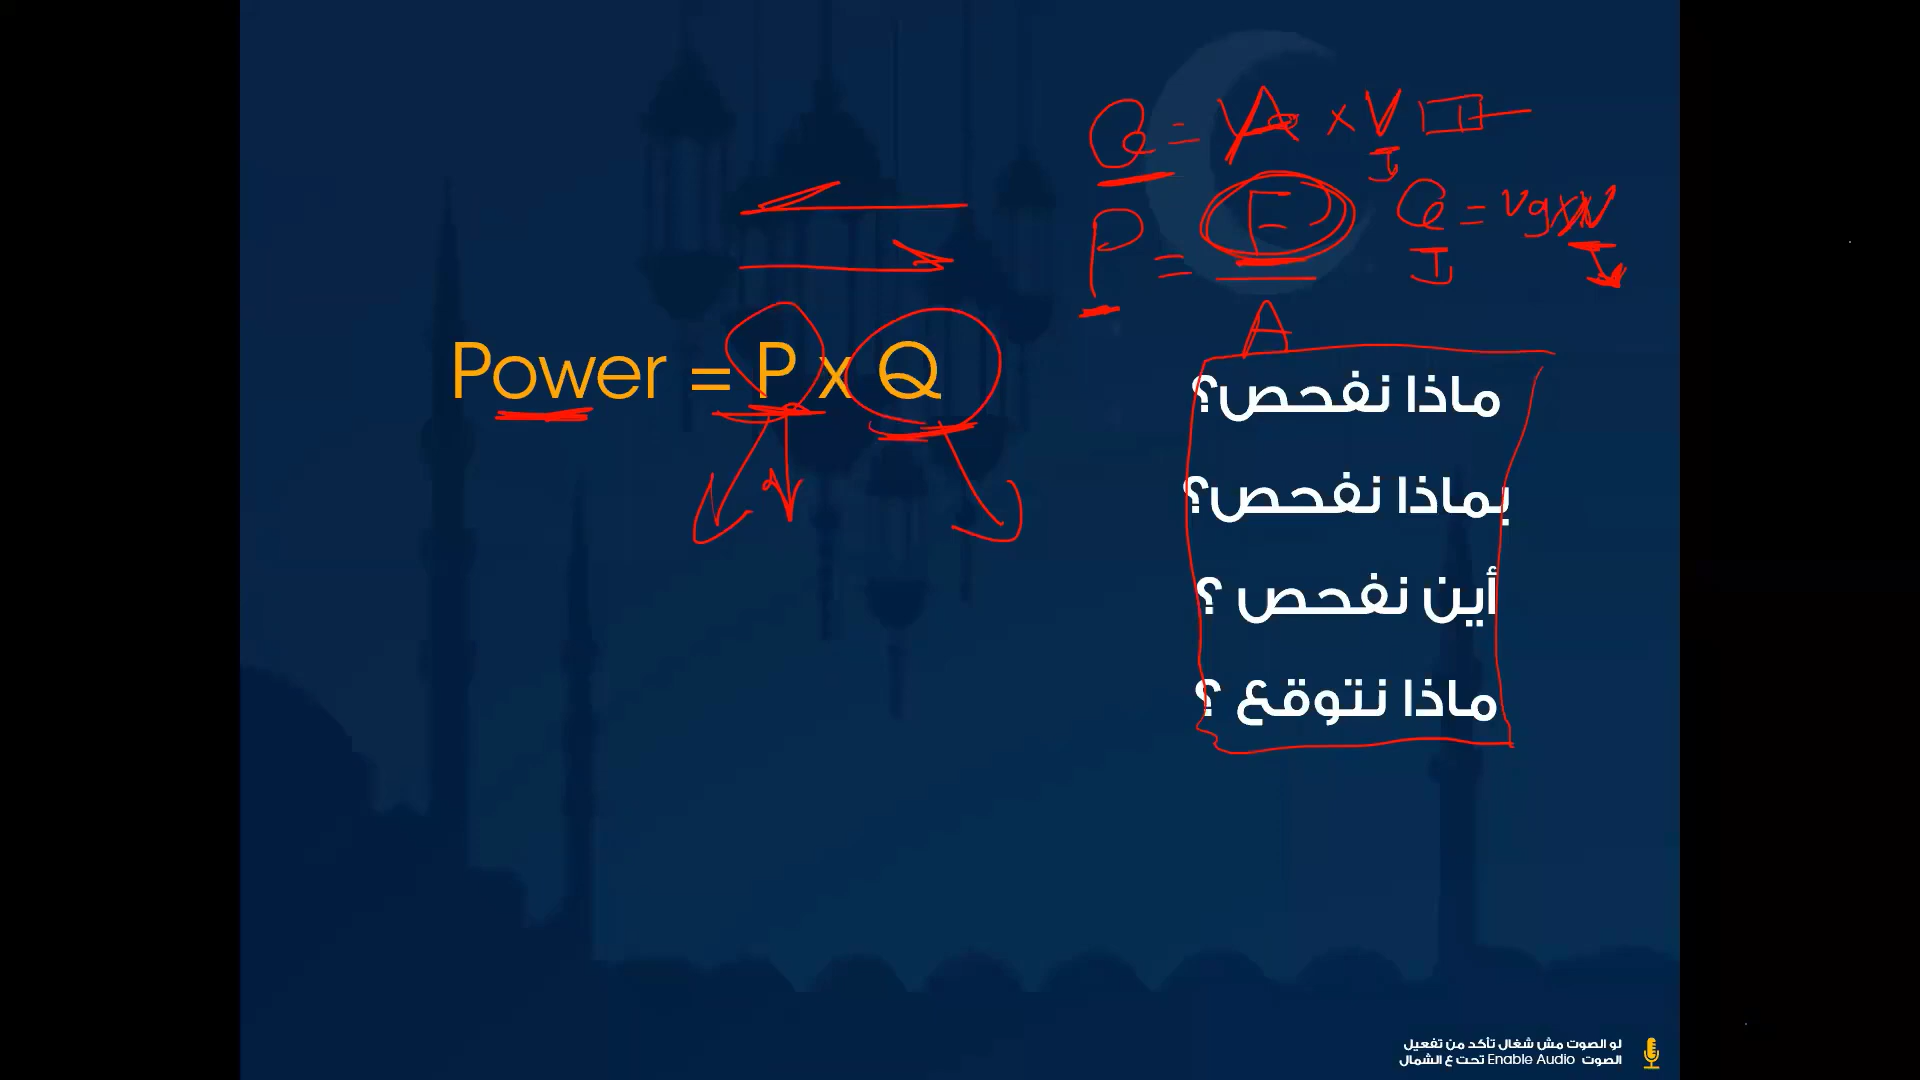 Q = A x V
P = F / A
Q = Vg x N
Power = P x Q
ماذا نفحص؟
بماذا نفحص؟
أين نفحص ؟
ماذا نتوقع ؟
لو الصوت مش شغال تأكد من تفعيل
الصوت Enable Audio تحت ع الشمال